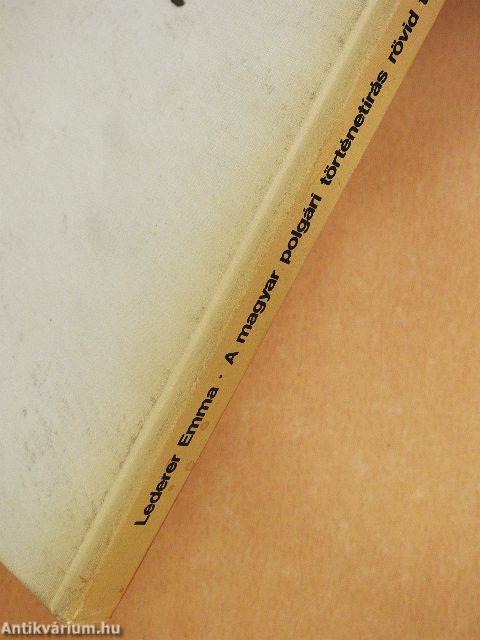 Lederer Emma · A magyar polgári történetírás rövid
Antikvárium.hu